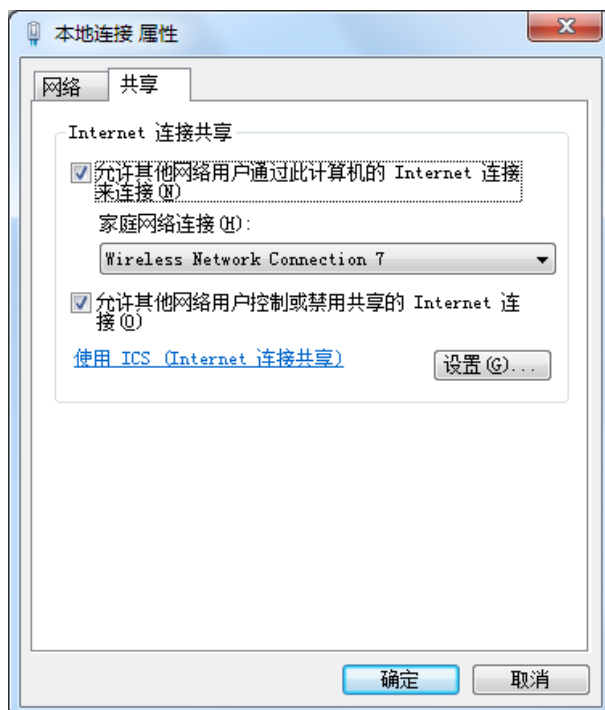 本地连接 属性
网络
共享
Internet 连接共享
允许其他网络用户通过此计算机的 Internet 连接
来连接(N)
家庭网络连接(H):
Wireless Network Connection 7
允许其他网络用户控制或禁用共享的 Internet 连
接(O)
使用 ICS (Internet 连接共享)
设置(G)...
确定
取消